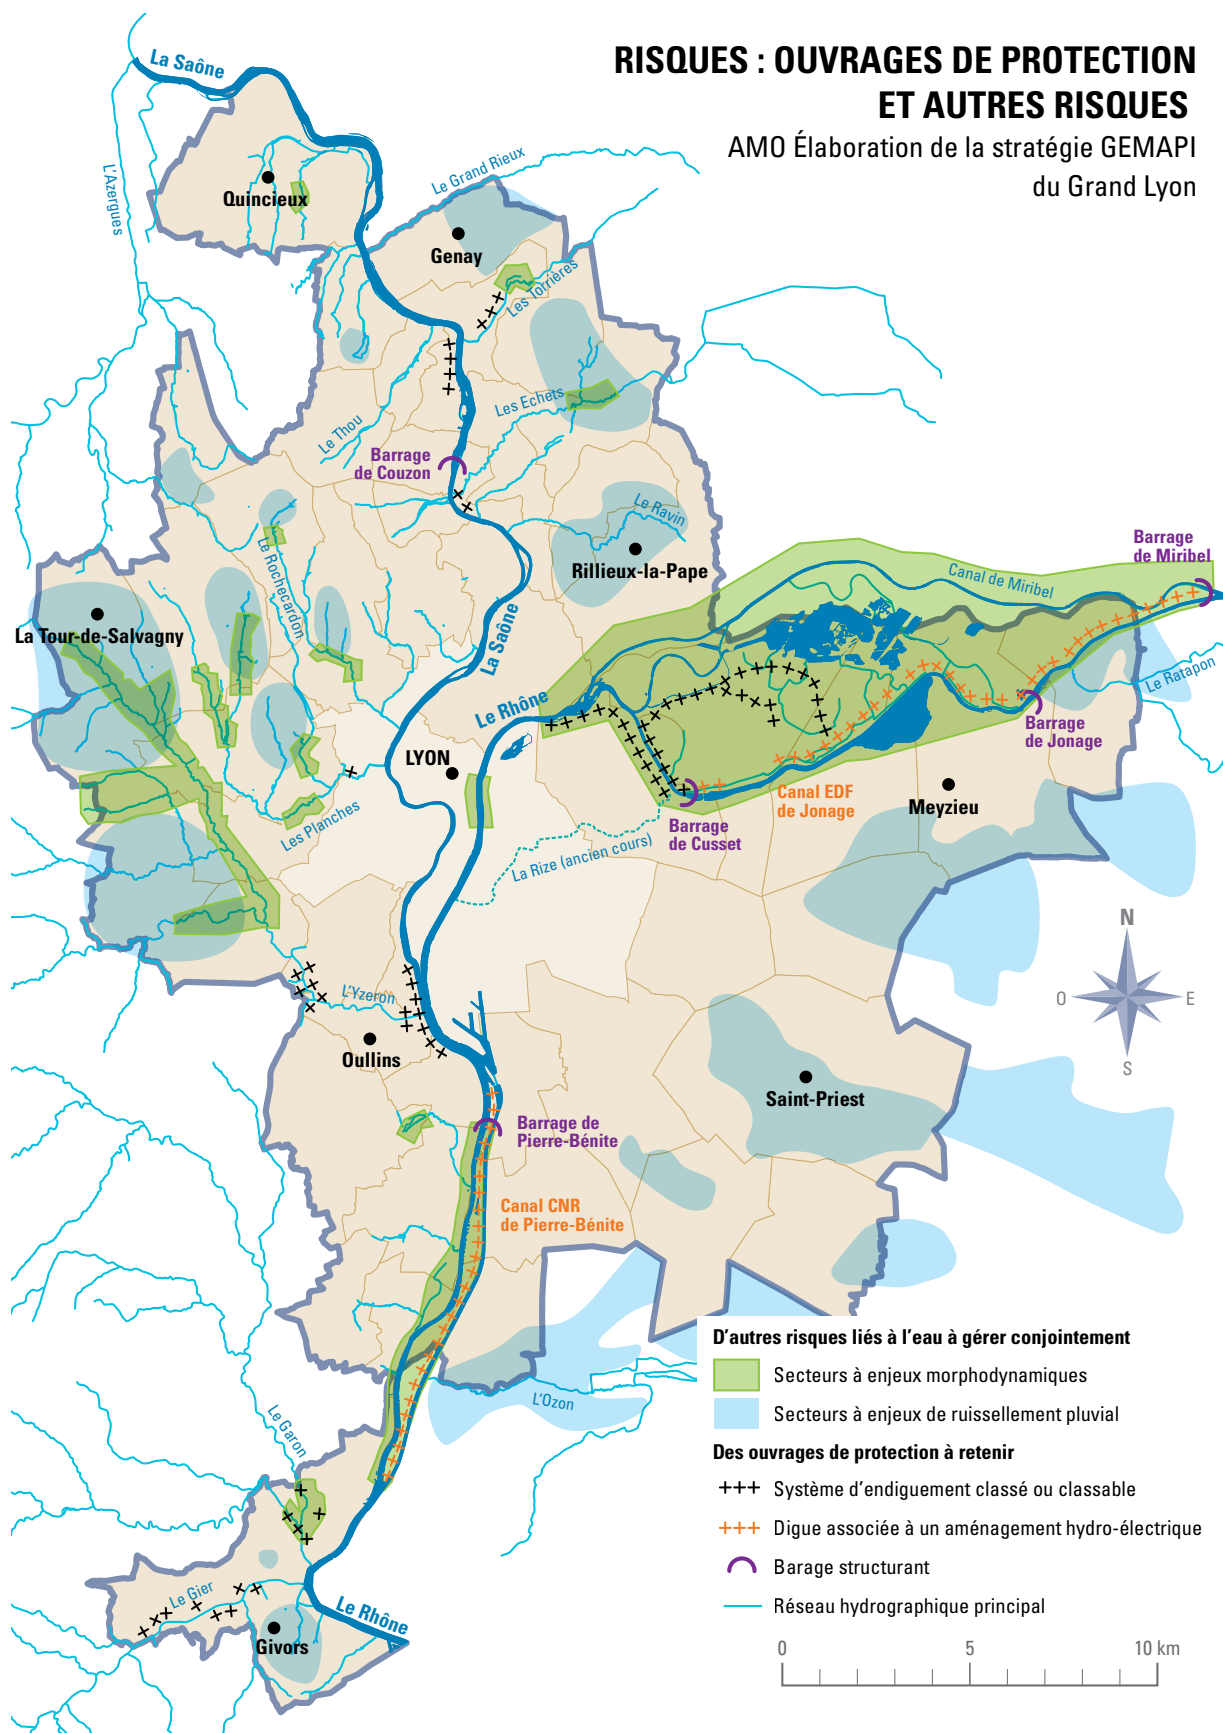 RISQUES : OUVRAGES DE PROTECTION
ET AUTRES RISQUES
AMO Élaboration de la stratégie GEMAPI
du Grand Lyon
La Saône
L'Azergues
Quincieux
Le Grand Rieux
Genay
Les Torrières
Les Echets
Le Thou
Barrage
de Couzon
Le Ravin
Rillieux-la-Pape
Le Rochecardon
La Tour-de-Salvagny
La Saône
Barrage
de Miribel
Canal de Miribel
Le Ratapon
Le Rhône
Barrage
de Jonage
LYON
Canal EDF
de Jonage
Meyzieu
Les Planches
Barrage
de Cusset
La Rize (ancien cours)
N
O
E
S
L'Yzeron
Oullins
Saint-Priest
Barrage de
Pierre-Bénite
Canal CNR
de Pierre-Bénite
L'Ozon
Le Garon
Le Gier
Le Rhône
Givors
D'autres risques liés à l'eau à gérer conjointement
Secteurs à enjeux morphodynamiques
Secteurs à enjeux de ruissellement pluvial
Des ouvrages de protection à retenir
Système d'endiguement classé ou classable
Digue associée à un aménagement hydro-électrique
Barage structurant
Réseau hydrographique principal
0 5 10 km